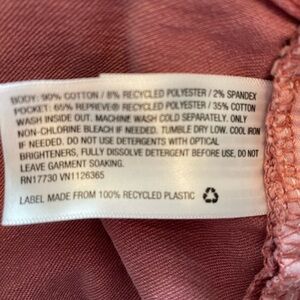 BODY: 90% COTTON / 8% RECYCLED POLYESTER / 2% SPANDEX
POCKET: 65% REPREVE® RECYCLED POLYESTER / 35% COTTON
WASH INSIDE OUT. MACHINE WASH COLD SEPARATELY. ONLY
NON-CHLORINE BLEACH IF NEEDED. TUMBLE DRY LOW. COOL IRON
IF NEEDED. DO NOT USE DETERGENTS WITH OPTICAL
BRIGHTENERS, FULLY DISSOLVE DETERGENT BEFORE USE. DO NOT
LEAVE GARMENT SOAKING.
RN17730 VN1126365
LABEL MADE FROM 100% RECYCLED PLASTIC